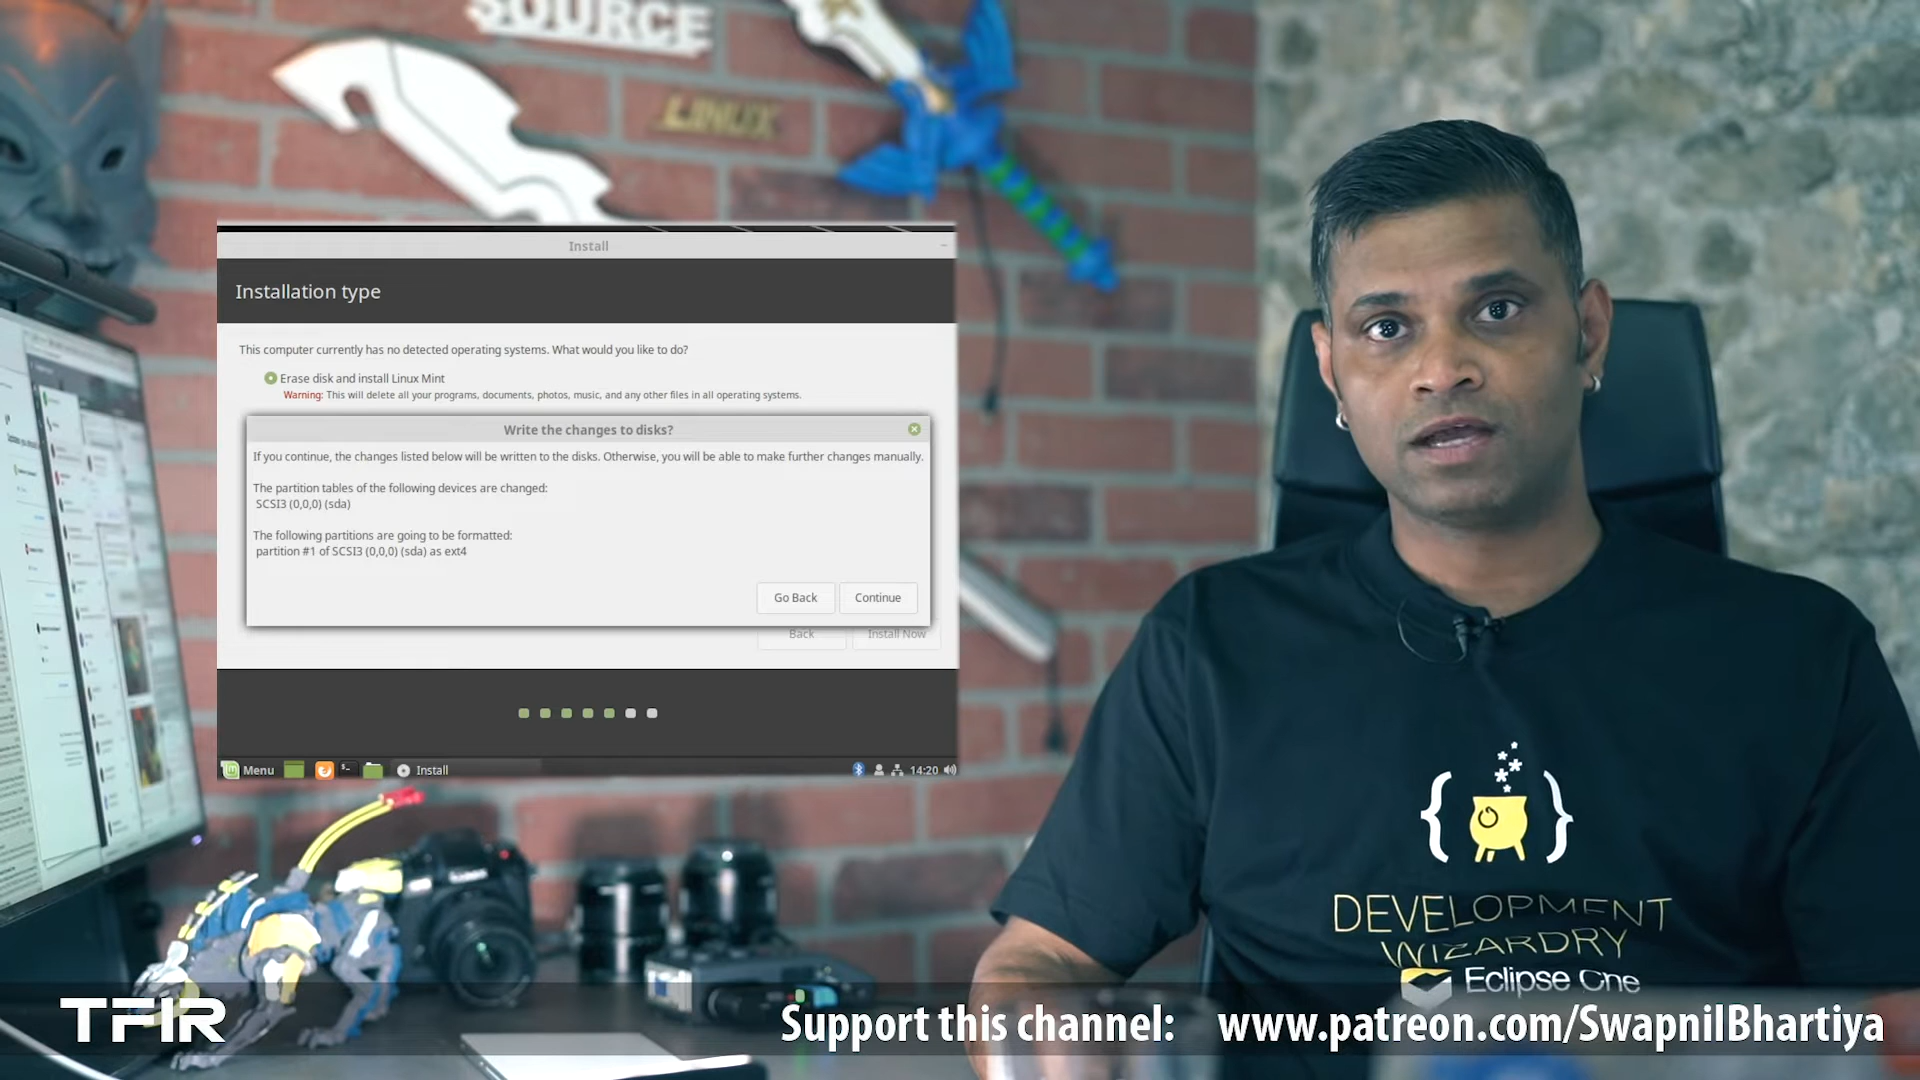 SOURCE
LINUX
Install
Installation type
This computer currently has no detected operating systems. What would you like to do?
Erase disk and install Linux Mint
Warning: This will delete all your programs, documents, photos, music, and any other files in all operating systems.
Write the changes to disks?
If you continue, the changes listed below will be written to the disks. Otherwise, you will be able to make further changes manually.
The partition tables of the following devices are changed:
SCSI3 (0,0,0) (sda)
The following partitions are going to be formatted:
partition #1 of SCSI3 (0,0,0) (sda) as ext4
Go Back Continue
Back Install Now
Menu Install 14:20
DEVELOPMENT
WIZARDRY
Eclipse Che
TFIR
Support this channel: www.patreon.com/SwapnilBhartiya